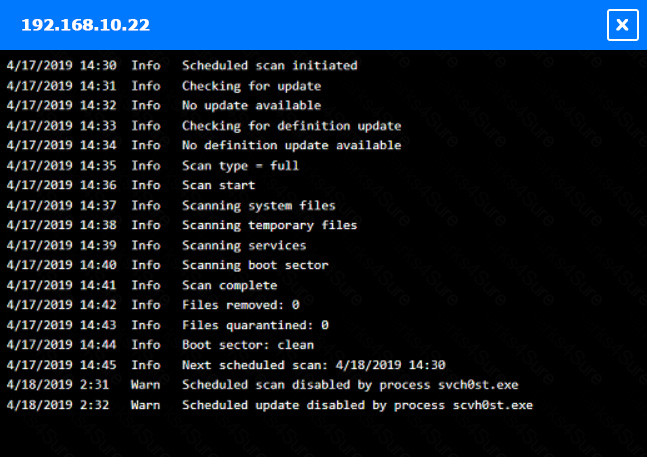 192.168.10.22
4/17/2019 14:30 Info Scheduled scan initiated
4/17/2019 14:31 Info Checking for update
4/17/2019 14:32 Info No update available
4/17/2019 14:33 Info Checking for definition update
4/17/2019 14:34 Info No definition update available
4/17/2019 14:35 Info Scan type = full
4/17/2019 14:36 Info Scan start
4/17/2019 14:37 Info Scanning system files
4/17/2019 14:38 Info Scanning temporary files
4/17/2019 14:39 Info Scanning services
4/17/2019 14:40 Info Scanning boot sector
4/17/2019 14:41 Info Scan complete
4/17/2019 14:42 Info Files removed: 0
4/17/2019 14:43 Info Files quarantined: 0
4/17/2019 14:44 Info Boot sector: clean
4/17/2019 14:45 Info Next scheduled scan: 4/18/2019 14:30
4/18/2019 2:31 Warn Scheduled scan disabled by process svch0st.exe
4/18/2019 2:32 Warn Scheduled update disabled by process scvh0st.exe